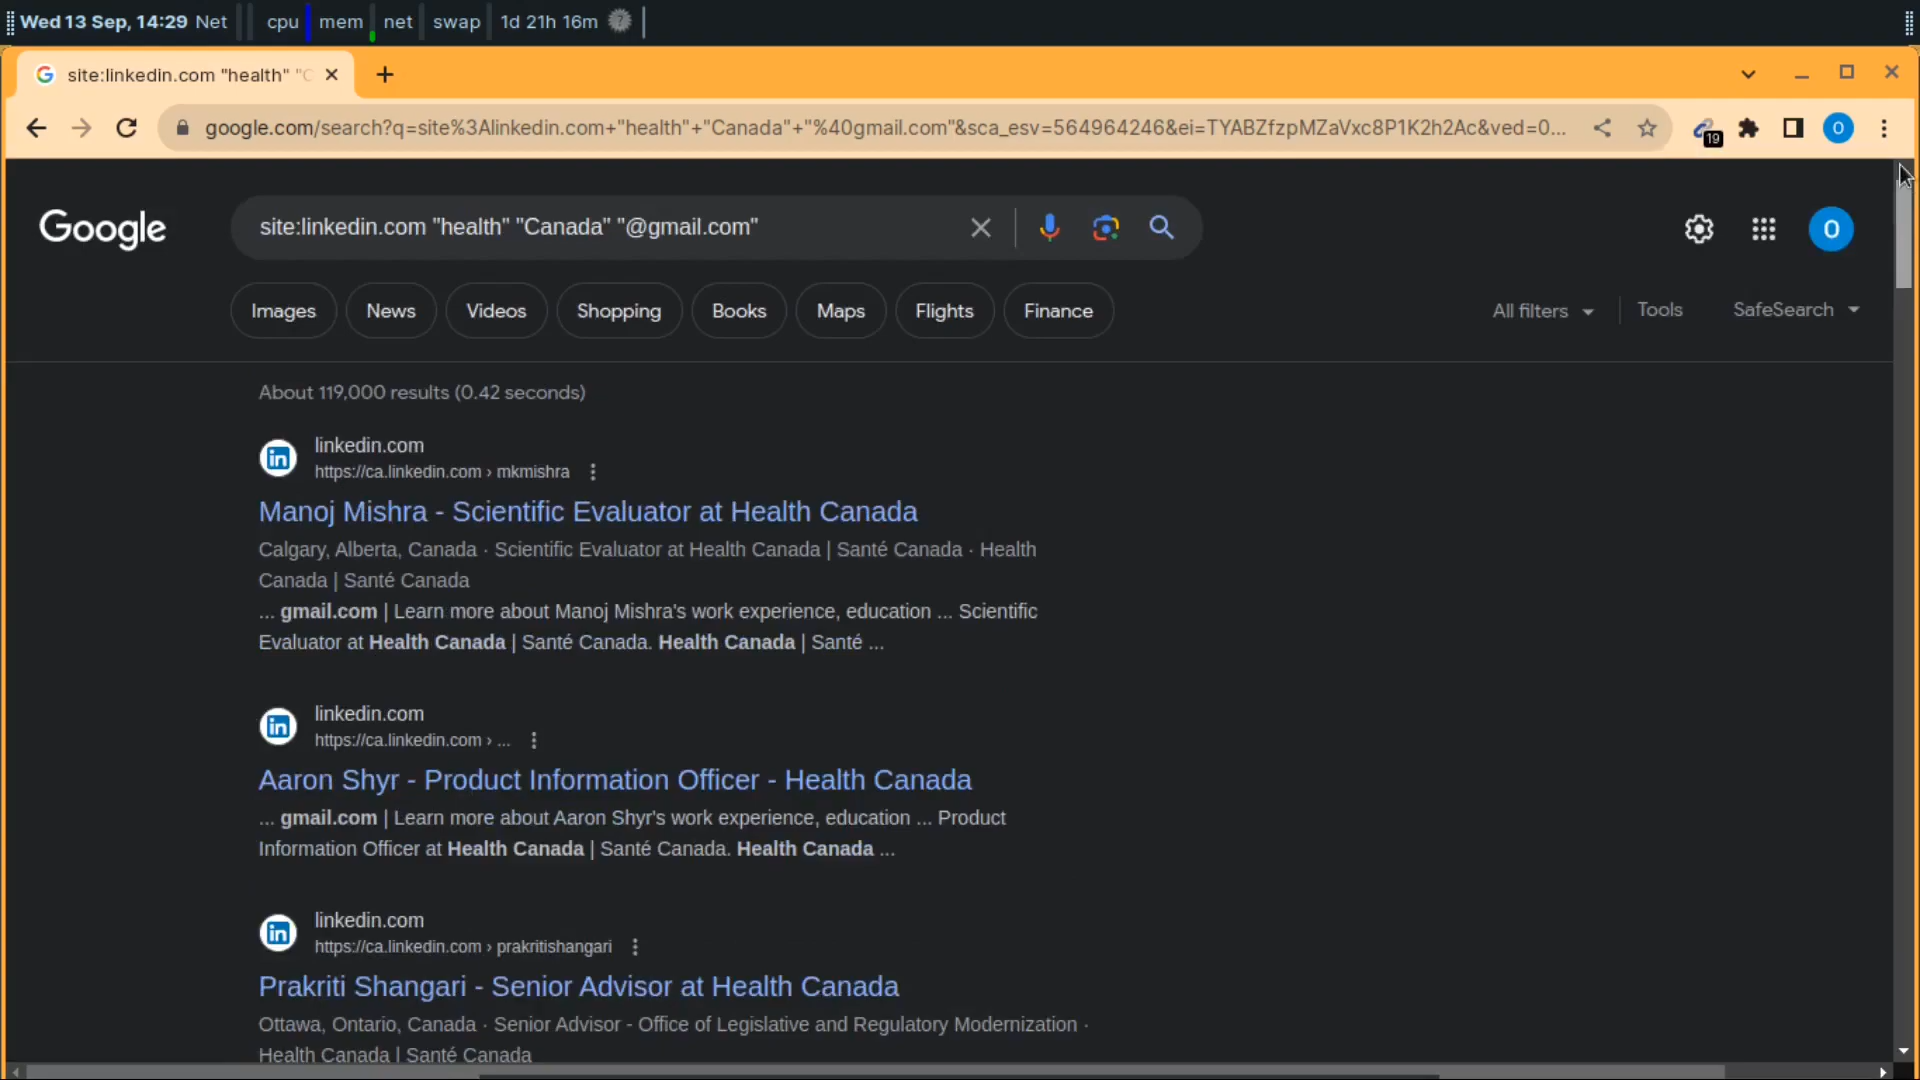 Wed 13 Sep, 14:29 Net cpu mem net swap 1d 21h 16m ?
site:linkedin.com "health" "C
google.com/search?q=site%3Alinkedin.com+"health"+"Canada"+"%40gmail.com"&sca_esv=564964246&ei=TYABZfzpMZaVxc8P1K2h2Ac&ved=0... 19 O
Google site:linkedin.com "health" "Canada" "@gmail.com" O
Images News Videos Shopping Books Maps Flights Finance All filters Tools SafeSearch
About 119,000 results (0.42 seconds)
in linkedin.com
https://ca.linkedin.com › mkmishra
Manoj Mishra - Scientific Evaluator at Health Canada
Calgary, Alberta, Canada · Scientific Evaluator at Health Canada | Santé Canada · Health
Canada | Santé Canada
... gmail.com | Learn more about Manoj Mishra's work experience, education ... Scientific
Evaluator at Health Canada | Santé Canada. Health Canada | Santé ...
in linkedin.com
https://ca.linkedin.com › ...
Aaron Shyr - Product Information Officer - Health Canada
... gmail.com | Learn more about Aaron Shyr's work experience, education ... Product
Information Officer at Health Canada | Santé Canada. Health Canada ...
in linkedin.com
https://ca.linkedin.com › prakritishangari
Prakriti Shangari - Senior Advisor at Health Canada
Ottawa, Ontario, Canada · Senior Advisor - Office of Legislative and Regulatory Modernization ·
Health Canada | Santé Canada